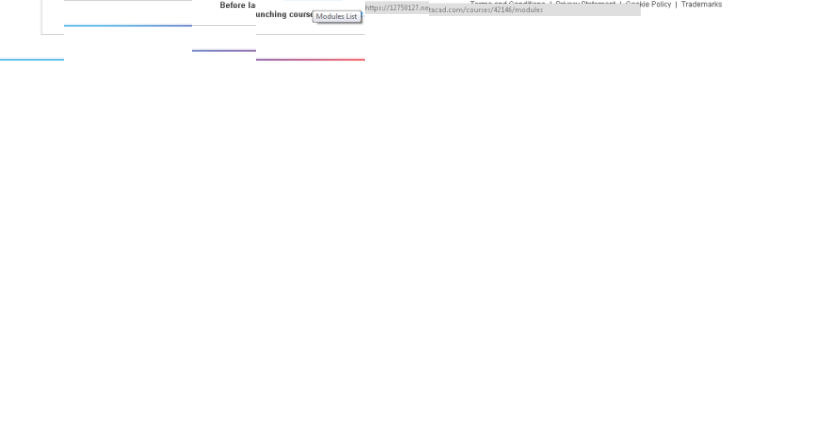 Before la
unching course
Modules List
https://12750127.ne
tacad.com/courses/42146/modules
Terms and Conditions | Privacy Statement | Cookie Policy | Trademarks